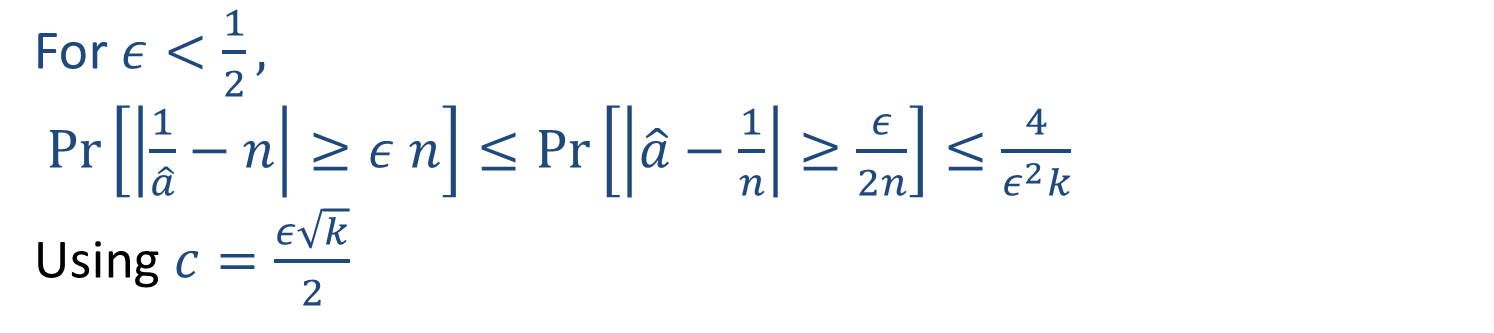 For ϵ < 1/2,
Pr[|1/â − n| ≥ ϵ n] ≤ Pr[|â − 1/n| ≥ ϵ/2n] ≤ 4/ϵ²k
Using c = ϵ√k/2